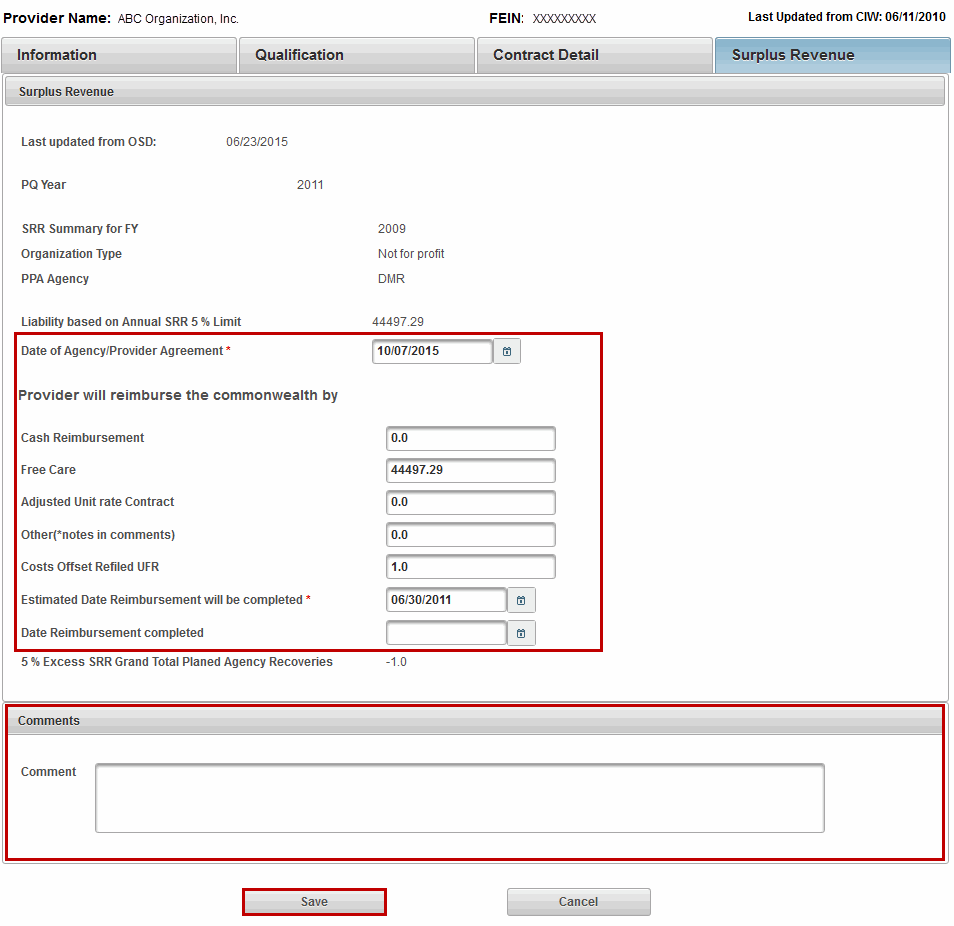 Provider Name: ABC Organization, Inc. FEIN: XXXXXXXXX Last Updated from CIW: 06/11/2010
Information Qualification Contract Detail Surplus Revenue
Surplus Revenue
Last updated from OSD: 06/23/2015
PQ Year 2011
SRR Summary for FY 2009
Organization Type Not for profit
PPA Agency DMR
Liability based on Annual SRR 5 % Limit 44497.29
Date of Agency/Provider Agreement * 10/07/2015
Provider will reimburse the commonwealth by
Cash Reimbursement 0.0
Free Care 44497.29
Adjusted Unit rate Contract 0.0
Other(*notes in comments) 0.0
Costs Offset Refiled UFR 1.0
Estimated Date Reimbursement will be completed * 06/30/2011
Date Reimbursement completed
5 % Excess SRR Grand Total Planed Agency Recoveries -1.0
Comments
Comment
Save Cancel